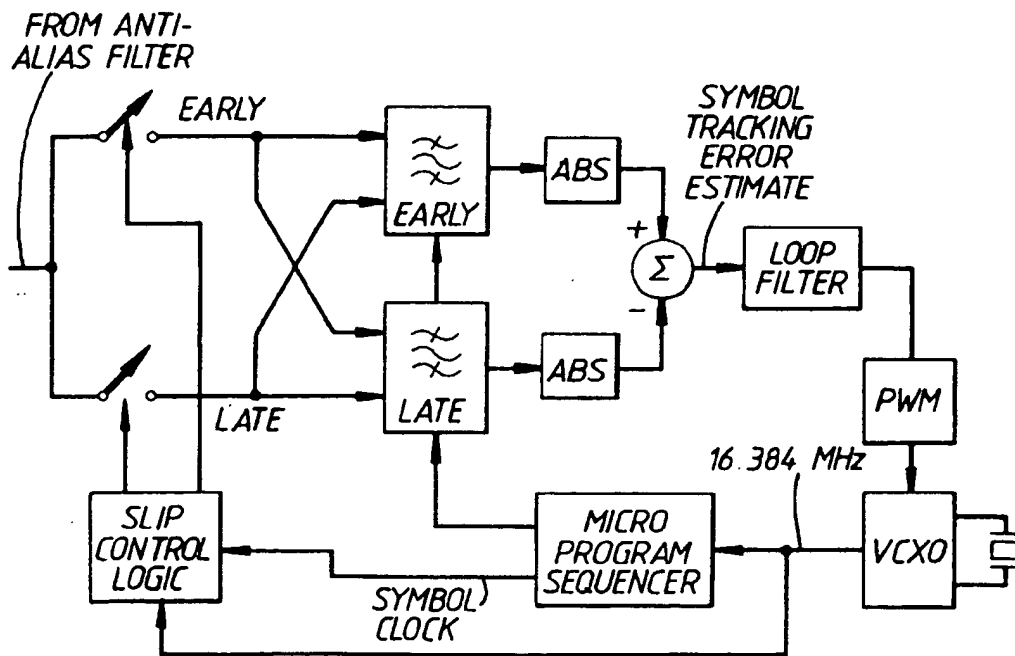 FROM ANTI-
ALIAS FILTER
EARLY
EARLY
ABS
SYMBOL
TRACKING
ERROR
ESTIMATE
+
Σ
-
LOOP
FILTER
LATE
LATE
ABS
PWM
16.384 MHz
SLIP
CONTROL
LOGIC
SYMBOL
CLOCK
MICRO
PROGRAM
SEQUENCER
VCXO